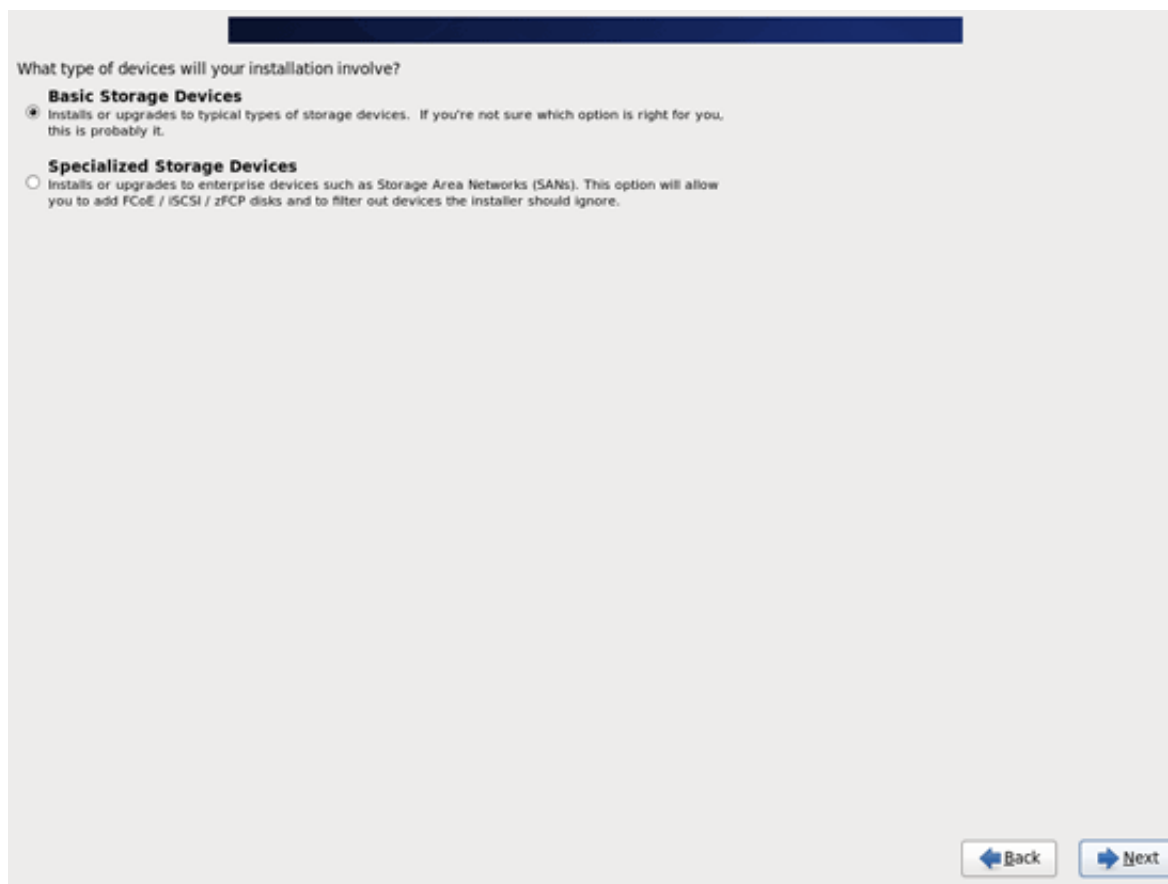 What type of devices will your installation involve?
Basic Storage Devices
Installs or upgrades to typical types of storage devices.  If you're not sure which option is right for you,
this is probably it.
Specialized Storage Devices
Installs or upgrades to enterprise devices such as Storage Area Networks (SANs). This option will allow
you to add FCoE / iSCSI / zFCP disks and to filter out devices the installer should ignore.
Back
Next